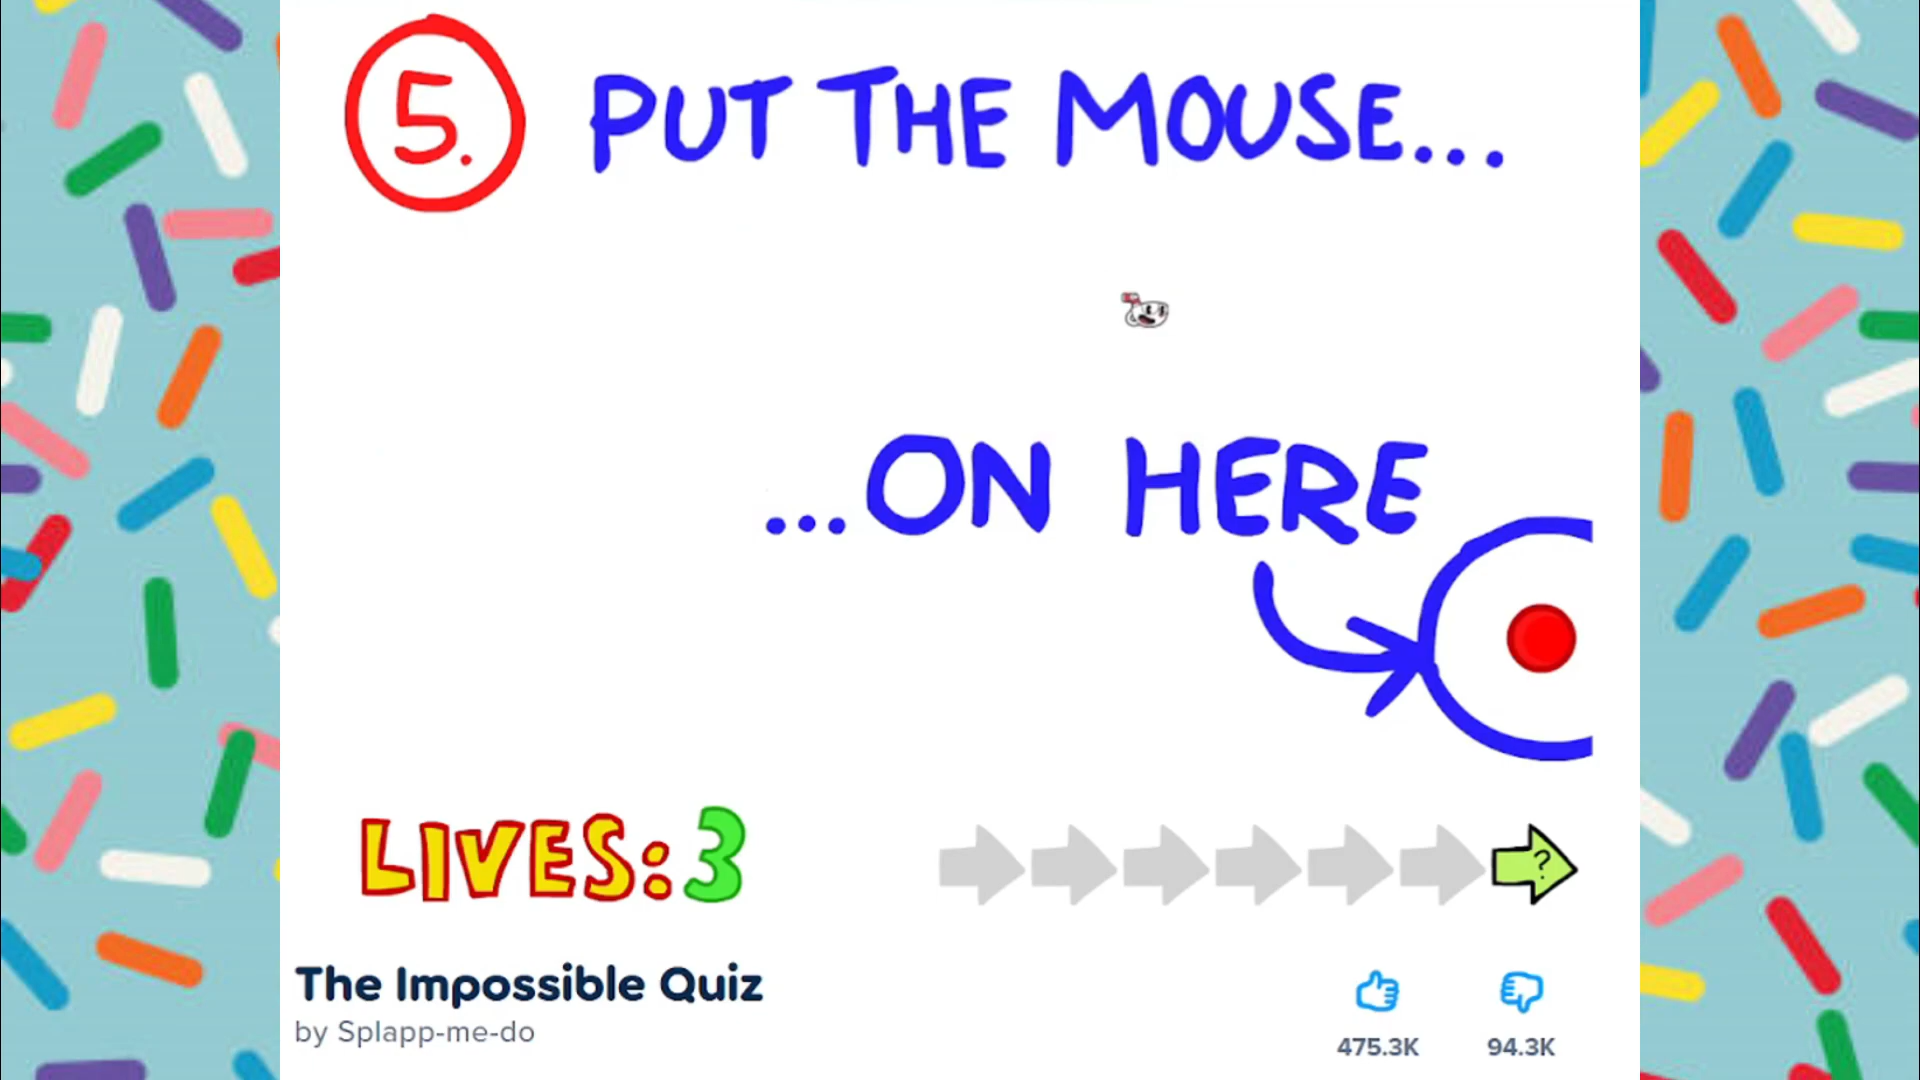 5. PUT THE MOUSE...
...ON HERE
LIVES: 3
?
The Impossible Quiz
by Splapp-me-do
475.3K 94.3K